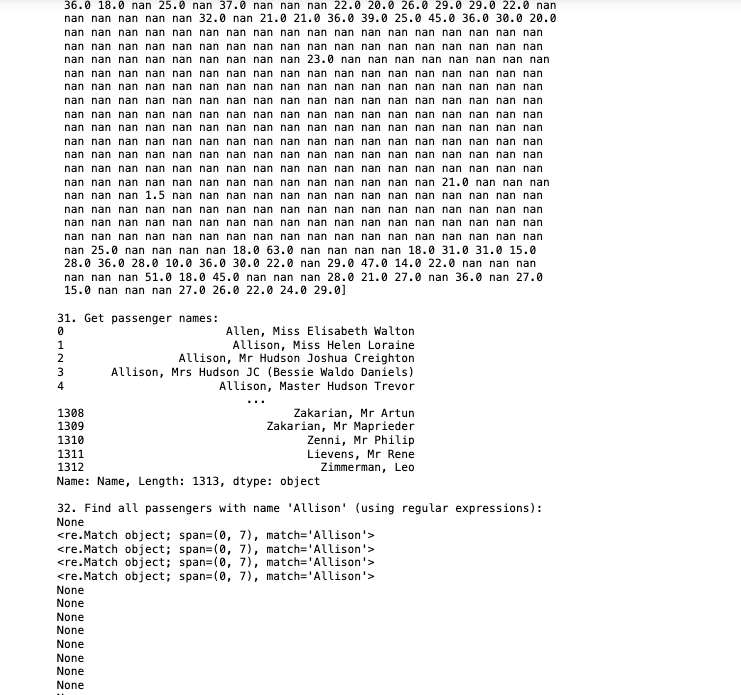 36.0 18.0 nan 25.0 nan 37.0 nan nan nan 22.0 20.0 26.0 29.0 29.0 22.0 nan
nan nan nan nan nan 32.0 nan 21.0 21.0 36.0 39.0 25.0 45.0 36.0 30.0 20.0
nan nan nan nan nan nan nan nan nan nan nan nan nan nan nan nan nan nan
nan nan nan nan nan nan nan nan nan nan nan nan nan nan nan nan nan nan
nan nan nan nan nan nan nan nan nan 23.0 nan nan nan nan nan nan nan nan
nan nan nan nan nan nan nan nan nan nan nan nan nan nan nan nan nan nan
nan nan nan nan nan nan nan nan nan nan nan nan nan nan nan nan nan nan
nan nan nan nan nan nan nan nan nan nan nan nan nan nan nan nan nan nan
nan nan nan nan nan nan nan nan nan nan nan nan nan nan nan nan nan nan
nan nan nan nan nan nan nan nan nan nan nan nan nan nan nan nan nan nan
nan nan nan nan nan nan nan nan nan nan nan nan nan nan nan nan nan nan
nan nan nan nan nan nan nan nan nan nan nan nan nan nan nan nan nan nan
nan nan nan nan nan nan nan nan nan nan nan nan nan nan nan nan nan nan
nan nan nan nan nan nan nan nan nan nan nan nan nan nan 21.0 nan nan nan
nan nan nan 1.5 nan nan nan nan nan nan nan nan nan nan nan nan nan nan
nan nan nan nan nan nan nan nan nan nan nan nan nan nan nan nan nan nan
nan nan nan nan nan nan nan nan nan nan nan nan nan nan nan nan nan nan
nan nan nan nan nan nan nan nan nan nan nan nan nan nan nan nan nan nan
nan 25.0 nan nan nan nan 18.0 63.0 nan nan nan nan 18.0 31.0 31.0 15.0
28.0 36.0 28.0 10.0 36.0 30.0 22.0 nan 29.0 47.0 14.0 22.0 nan nan nan
nan nan nan 51.0 18.0 45.0 nan nan nan 28.0 21.0 27.0 nan 36.0 nan 27.0
15.0 nan nan nan 27.0 26.0 22.0 24.0 29.0]
31. Get passenger names:
0 Allen, Miss Elisabeth Walton
1 Allison, Miss Helen Loraine
2 Allison, Mr Hudson Joshua Creighton
3 Allison, Mrs Hudson JC (Bessie Waldo Daniels)
4 Allison, Master Hudson Trevor
...
1308 Zakarian, Mr Artun
1309 Zakarian, Mr Maprieder
1310 Zenni, Mr Philip
1311 Lievens, Mr Rene
1312 Zimmerman, Leo
Name: Name, Length: 1313, dtype: object
32. Find all passengers with name 'Allison' (using regular expressions):
None
<re.Match object; span=(0, 7), match='Allison'>
<re.Match object; span=(0, 7), match='Allison'>
<re.Match object; span=(0, 7), match='Allison'>
<re.Match object; span=(0, 7), match='Allison'>
None
None
None
None
None
None
None
None